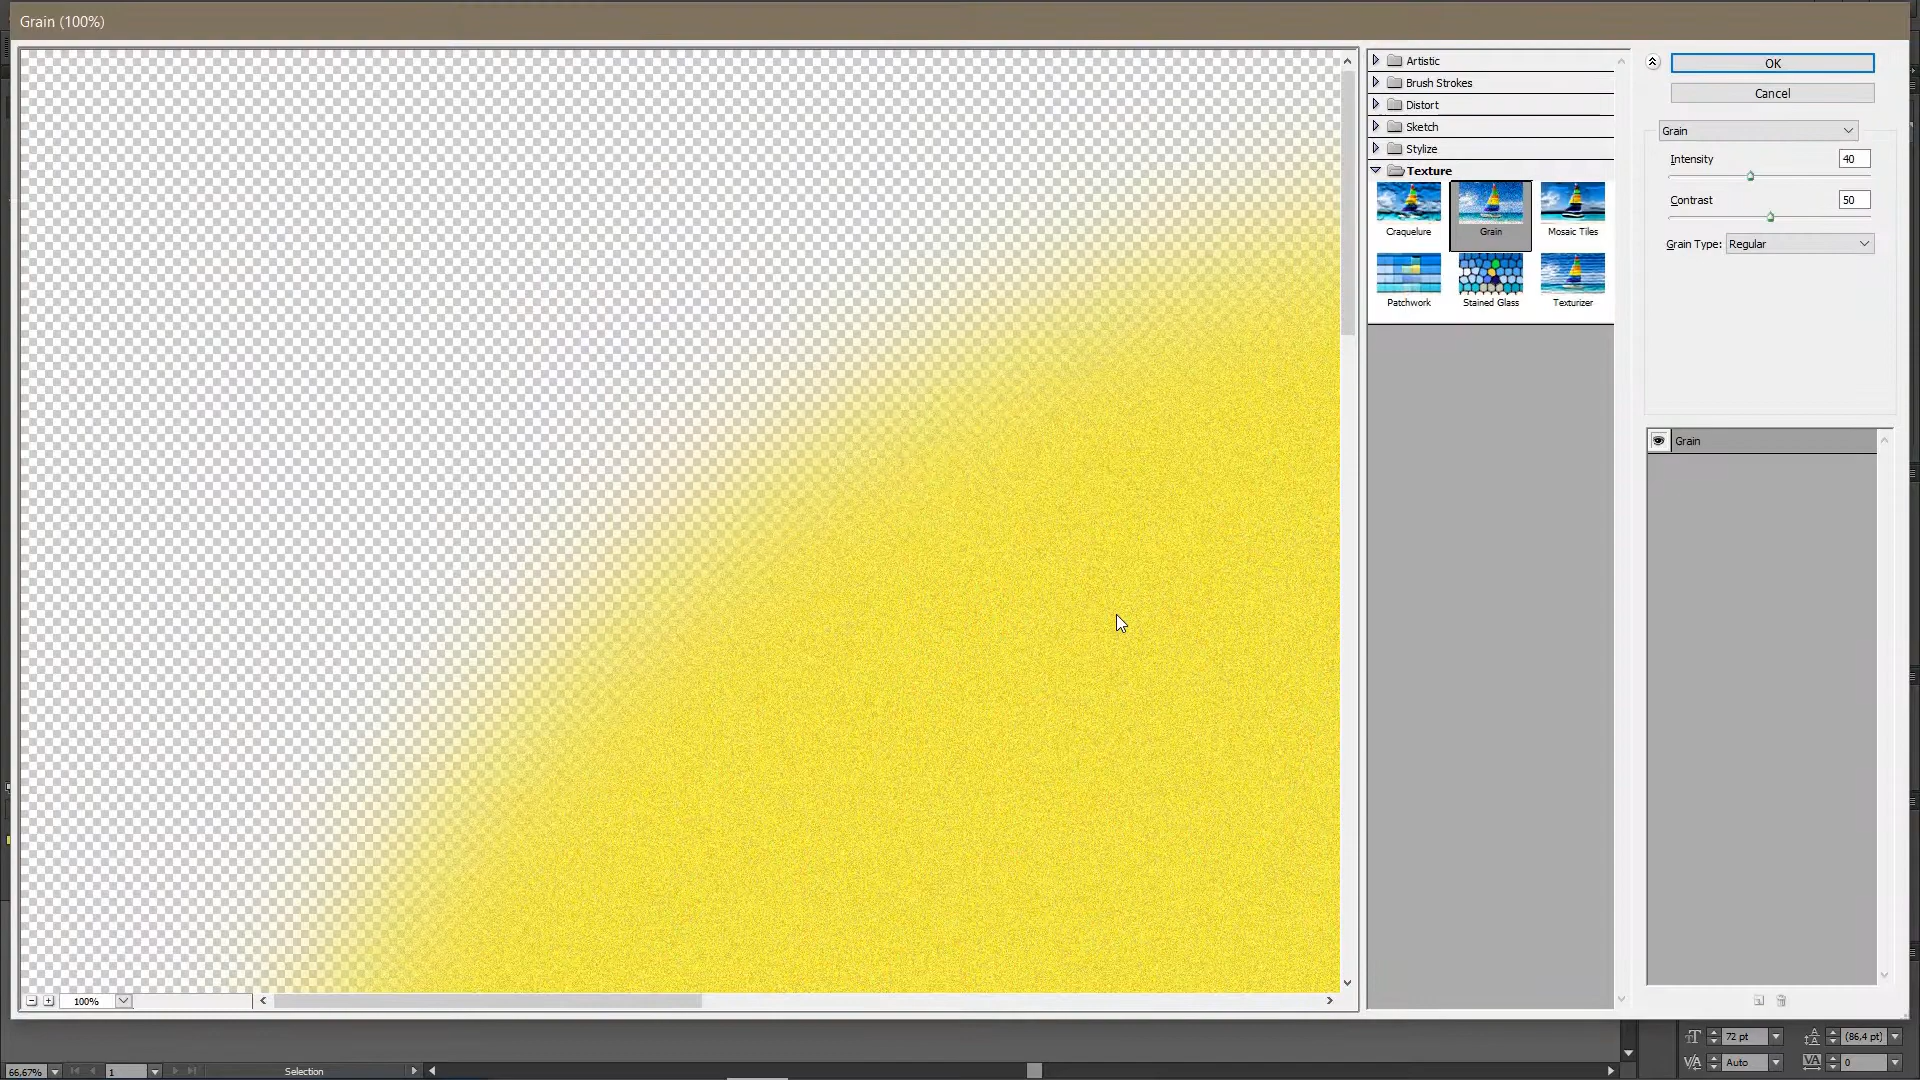 Grain (100%)
Artistic
Brush Strokes
Distort
Sketch
Stylize
Texture
Craquelure
Grain
Mosaic Tiles
Patchwork
Stained Glass
Texturizer
OK
Cancel
Grain
Intensity
40
Contrast
50
Grain Type:
Regular
Grain
100%
72 pt
(86,4 pt)
Auto
0
66,67%
1
Selection